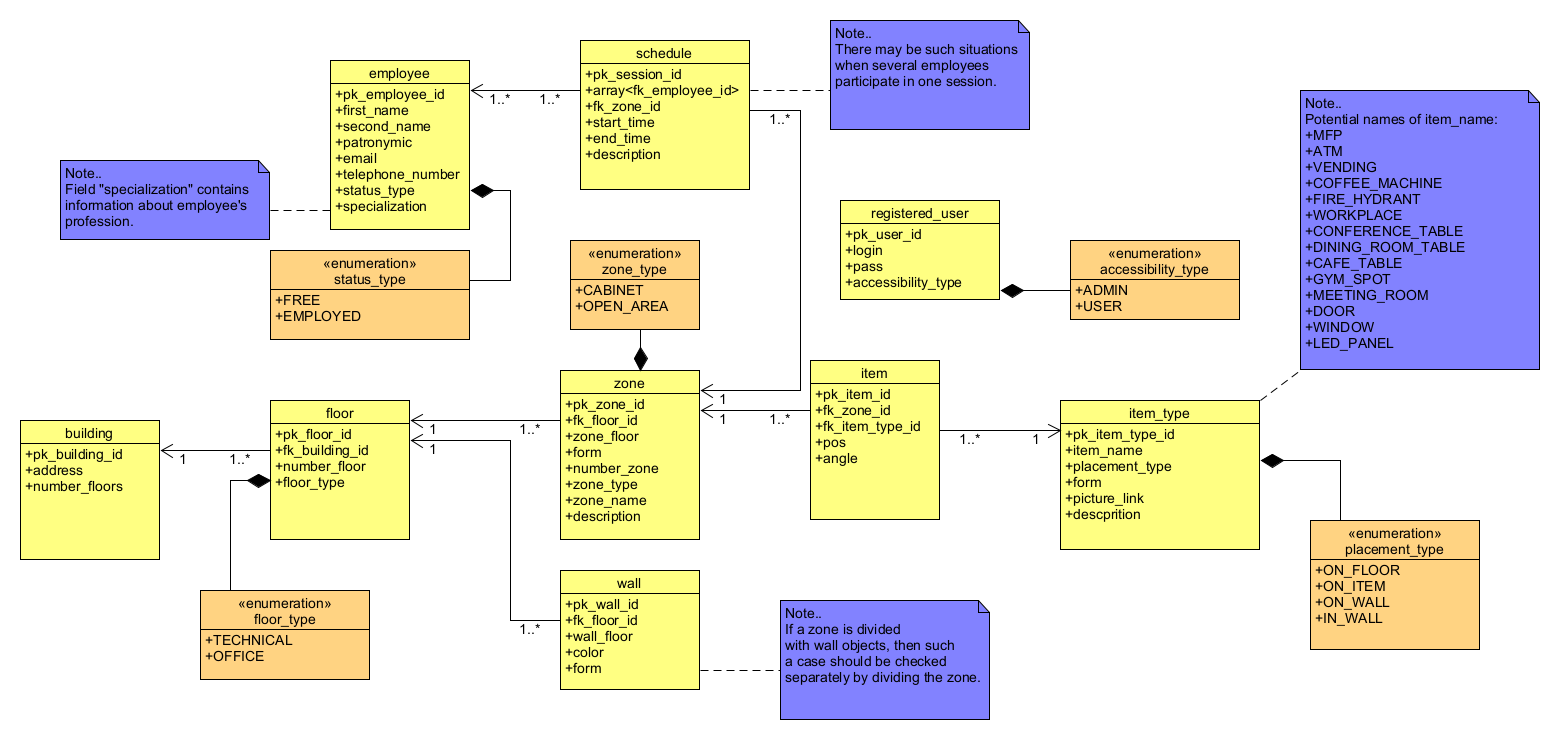 employee
+pk_employee_id
+first_name
+second_name
+patronymic
+email
+telephone_number
+status_type
+specialization
1..*
1..*
schedule
+pk_session_id
+array<fk_employee_id>
+fk_zone_id
+start_time
+end_time
+description
1..*
Note..
There may be such situations
when several employees
participate in one session.
Note..
Potential names of item_name:
+MFP
+ATM
+VENDING
+COFFEE_MACHINE
+FIRE_HYDRANT
+WORKPLACE
+CONFERENCE_TABLE
+DINING_ROOM_TABLE
+CAFE_TABLE
+GYM_SPOT
+MEETING_ROOM
+DOOR
+WINDOW
+LED_PANEL
Note..
Field "specialization" contains
information about employee's
profession.
«enumeration»
status_type
+FREE
+EMPLOYED
«enumeration»
zone_type
+CABINET
+OPEN_AREA
registered_user
+pk_user_id
+login
+pass
+accessibility_type
«enumeration»
accessibility_type
+ADMIN
+USER
building
+pk_building_id
+address
+number_floors
1
1..*
floor
+pk_floor_id
+fk_building_id
+number_floor
+floor_type
1
1
1..*
zone
+pk_zone_id
+fk_floor_id
+zone_floor
+form
+number_zone
+zone_type
+zone_name
+description
1
1
1..*
item
+pk_item_id
+fk_zone_id
+fk_item_type_id
+pos
+angle
1..*
1
item_type
+pk_item_type_id
+item_name
+placement_type
+form
+picture_link
+descprition
«enumeration»
placement_type
+ON_FLOOR
+ON_ITEM
+ON_WALL
+IN_WALL
«enumeration»
floor_type
+TECHNICAL
+OFFICE
1..*
wall
+pk_wall_id
+fk_floor_id
+wall_floor
+color
+form
Note..
If a zone is divided
with wall objects, then such
a case should be checked
separately by dividing the zone.